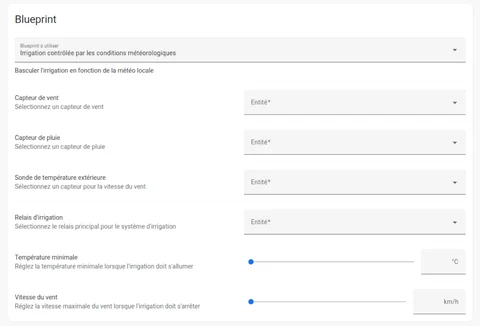 Blueprint
Blueprint à utiliser
Irrigation contrôlée par les conditions météorologiques
Basculer l'irrigation en fonction de la météo locale
Capteur de vent
Sélectionnez un capteur de vent
Entité*
Capteur de pluie
Sélectionnez un capteur de pluie
Entité*
Sonde de température extérieure
Sélectionnez un capteur pour la vitesse du vent
Entité*
Relais d'irrigation
Sélectionnez le relais principal pour le système d'irrigation
Entité*
Température minimale
Réglez la température minimale lorsque l'irrigation doit s'allumer
°C
Vitesse du vent
Réglez la vitesse maximale du vent lorsque l'irrigation doit s'arrêter
km/h